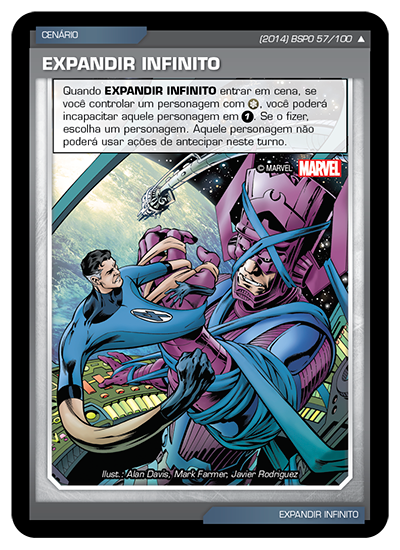 CENÁRIO
(2014) BSPO 57/100 ▲
EXPANDIR INFINITO
Quando EXPANDIR INFINITO entrar em cena, se
você controlar um personagem com , você poderá
incapacitar aquele personagem em 1. Se o fizer,
escolha um personagem. Aquele personagem não
poderá usar ações de antecipar neste turno.
© MARVEL MARVEL
Ilust.: Alan Davis, Mark Farmer, Javier Rodriguez
EXPANDIR INFINITO